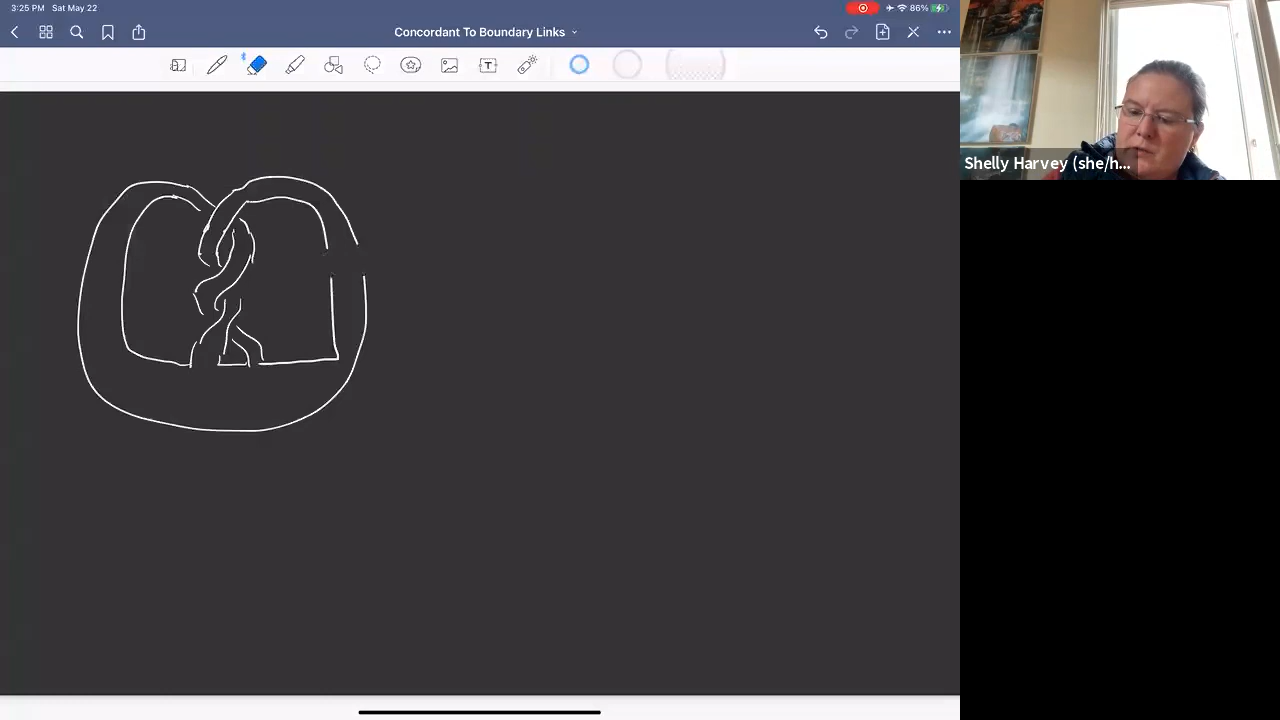 3:25 PM Sat May 22
86%
Concordant To Boundary Links
T
Shelly Harvey (she/h...